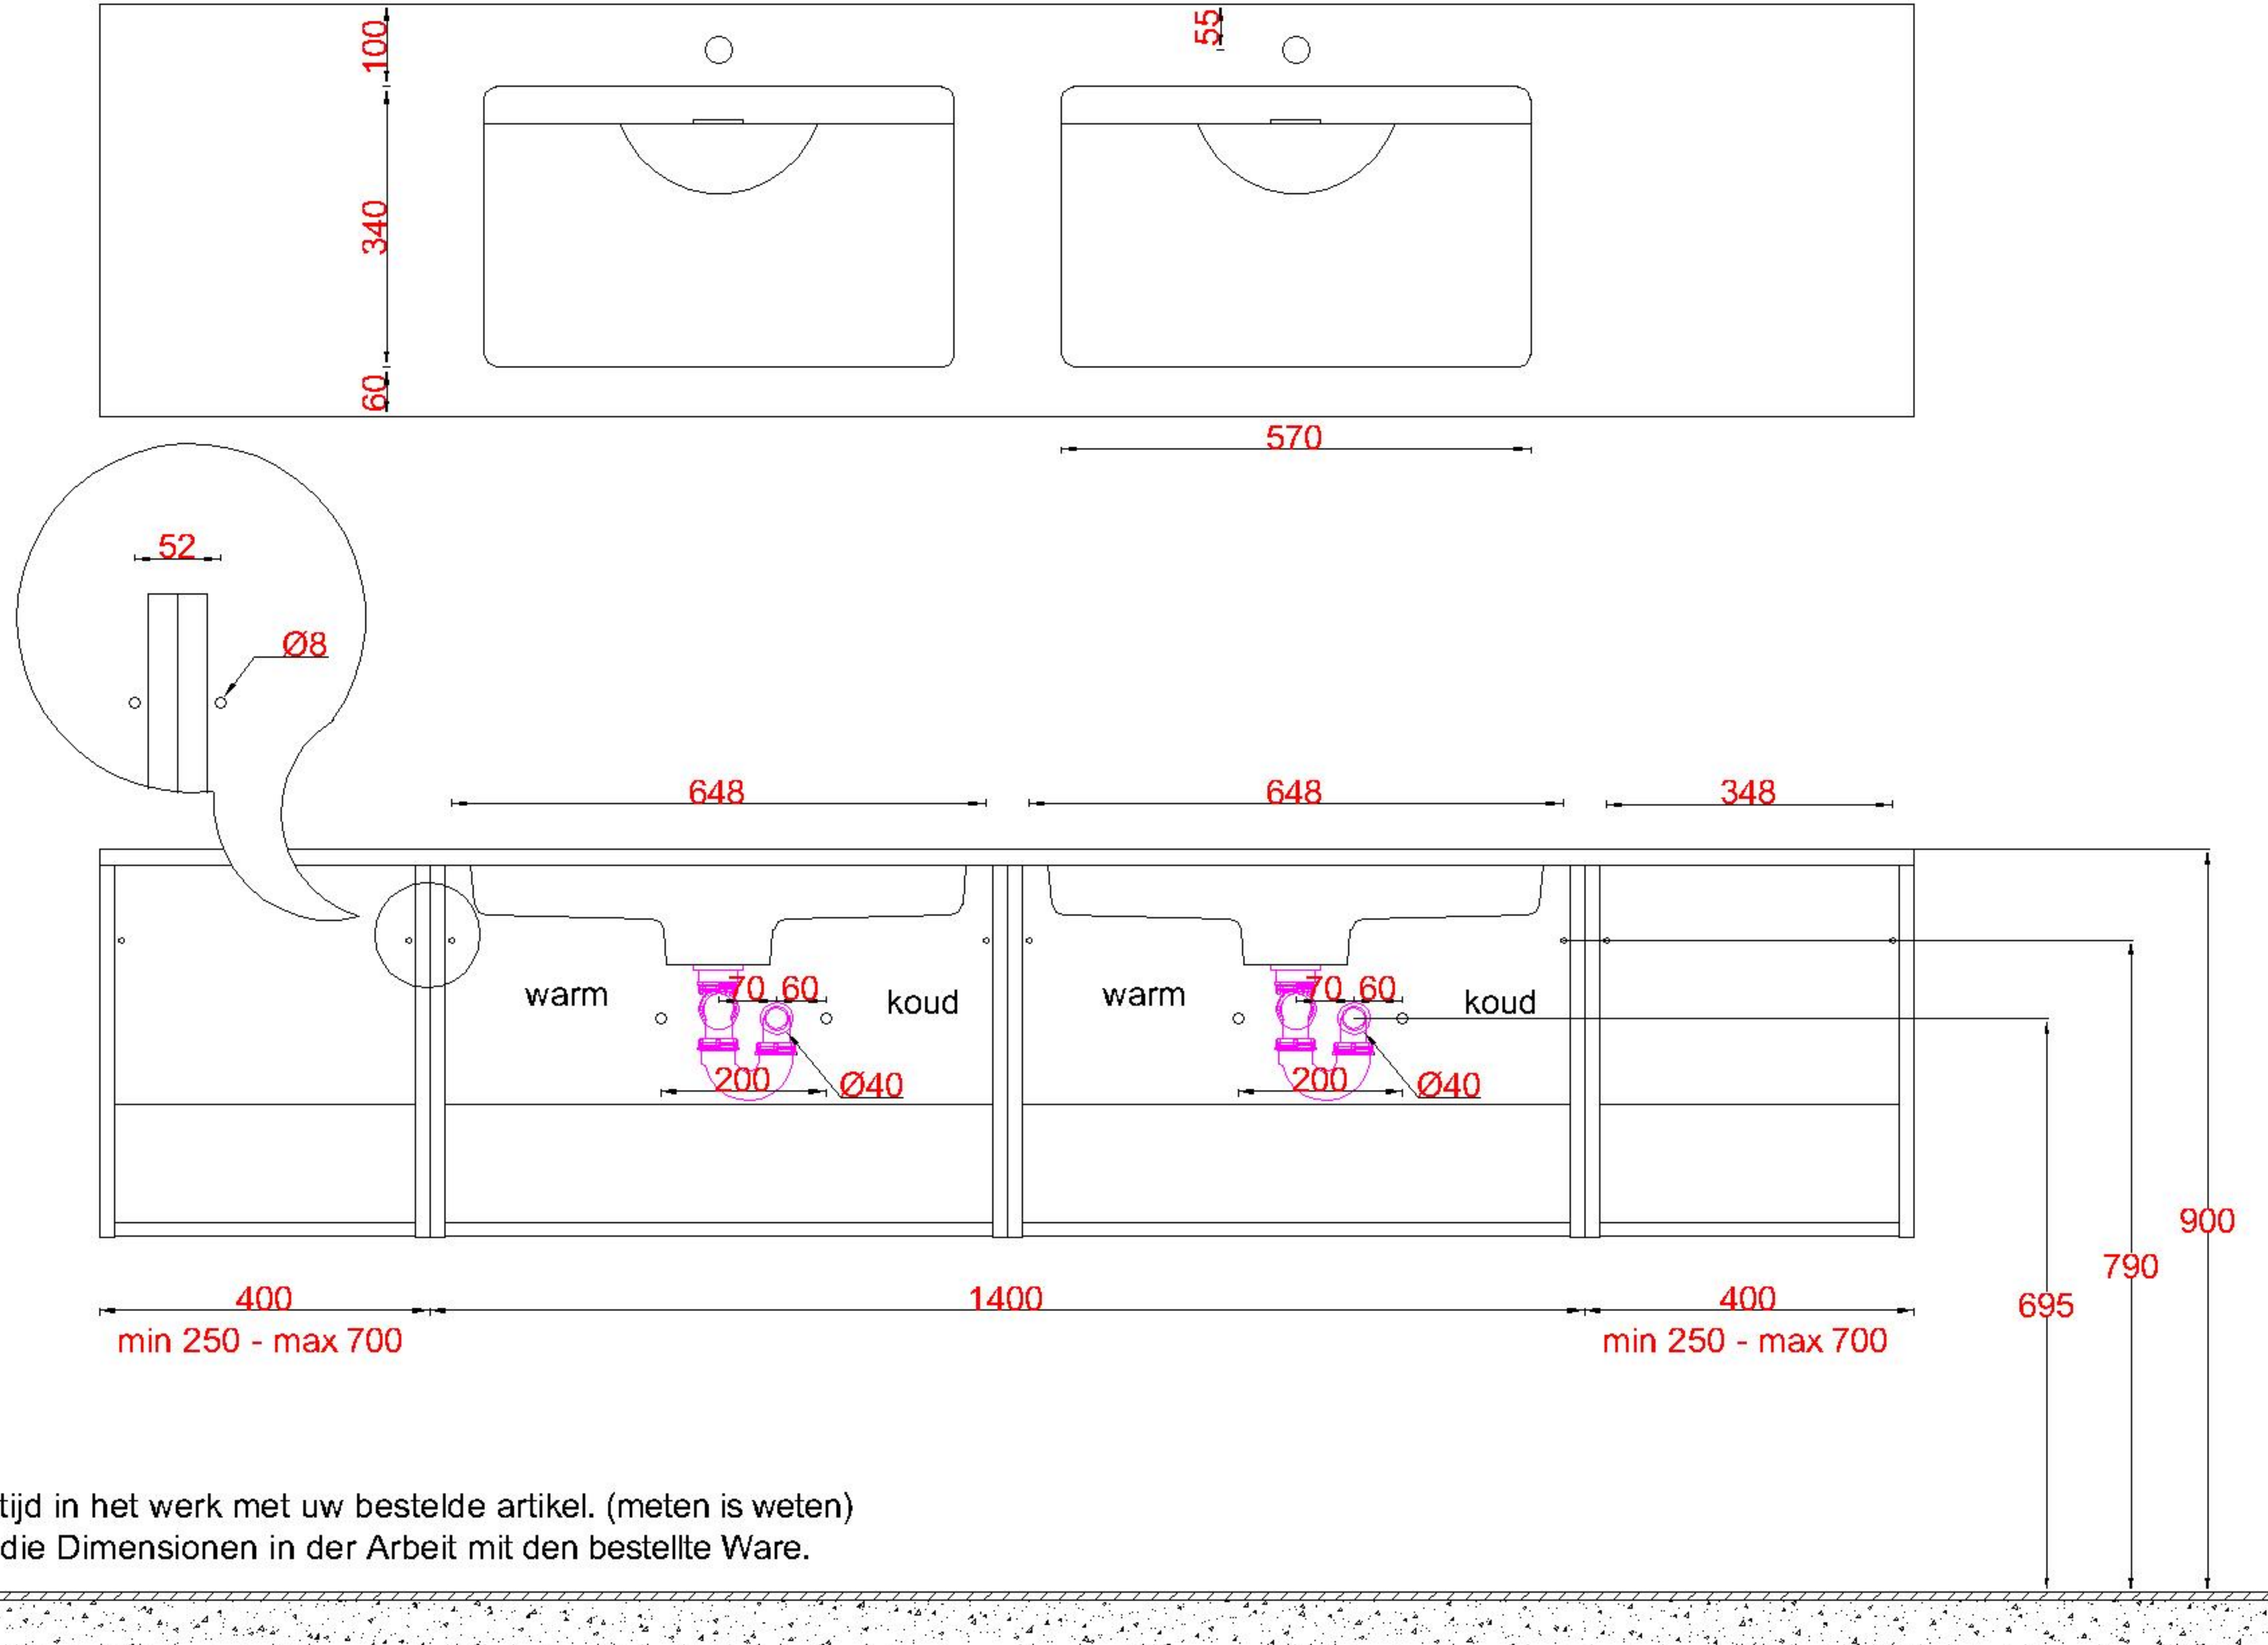 100
55
340
60
570
52
Ø8
648
648
348
warm
70
60
koud
warm
70
60
koud
200
Ø40
200
Ø40
900
790
695
400
1400
400
min 250 - max 700
min 250 - max 700
tijd in het werk met uw bestelde artikel. (meten is weten)
die Dimensionen in der Arbeit mit den bestellte Ware.